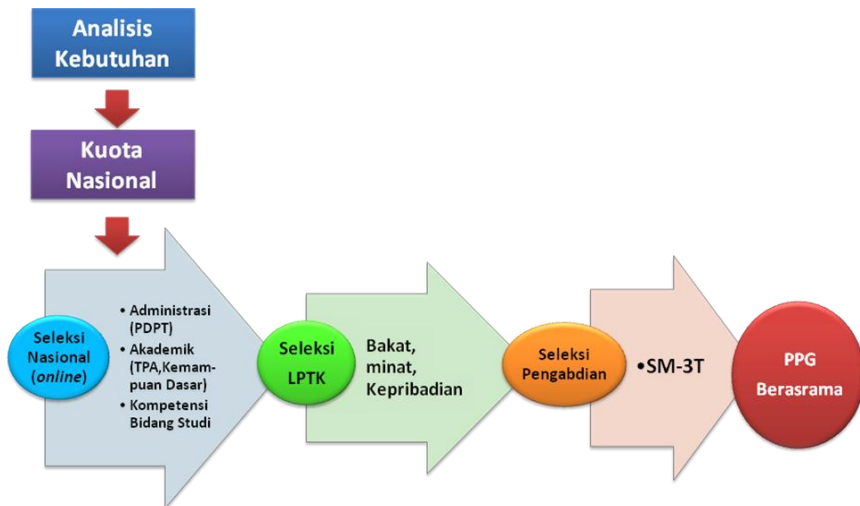 Analisis
Kebutuhan
Kuota
Nasional
Seleksi
Nasional
(online)
• Administrasi
(PDPT)
• Akademik
(TPA,Kemam-
puan Dasar)
• Kompetensi
Bidang Studi
Seleksi
LPTK
Bakat,
minat,
Kepribadian
Seleksi
Pengabdian
•SM-3T
PPG
Berasrama